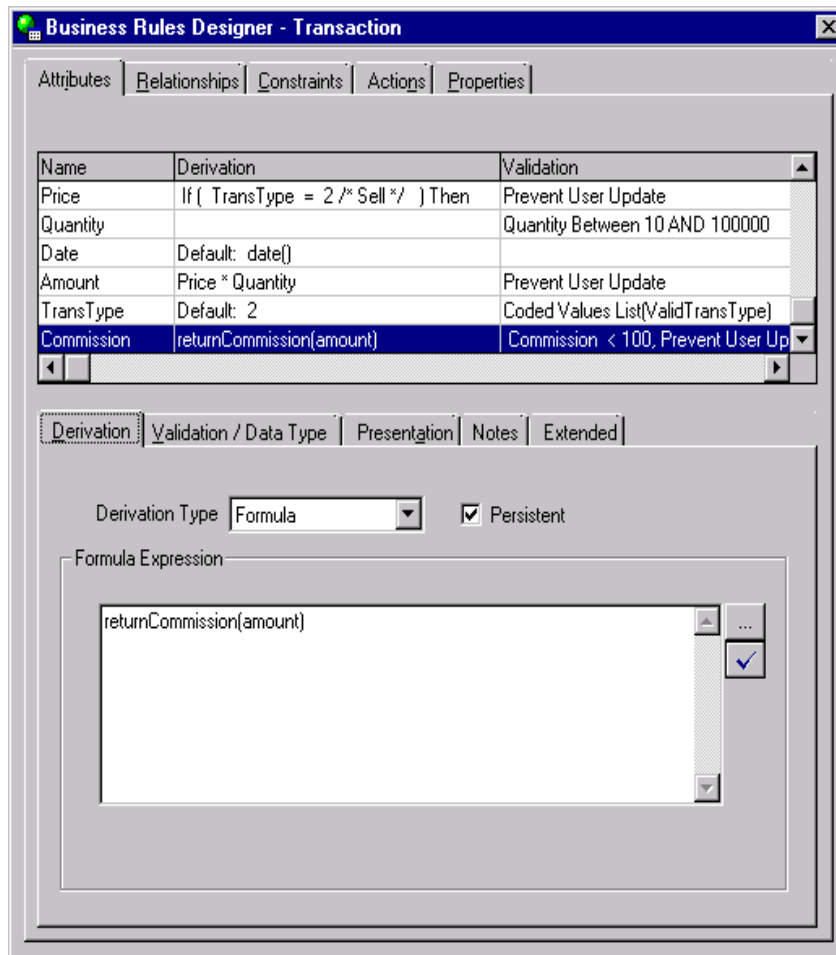 Business Rules Designer - Transaction
Attributes Relationships Constraints Actions Properties
Name Derivation Validation
Price If ( TransType = 2 /* Sell */ ) Then Prevent User Update
Quantity Quantity Between 10 AND 100000
Date Default: date()
Amount Price * Quantity Prevent User Update
TransType Default: 2 Coded Values List(ValidTransType)
Commission returnCommission(amount) Commission < 100, Prevent User Up
Derivation Validation / Data Type Presentation Notes Extended
Derivation Type Formula Persistent
Formula Expression
returnCommission(amount)
...